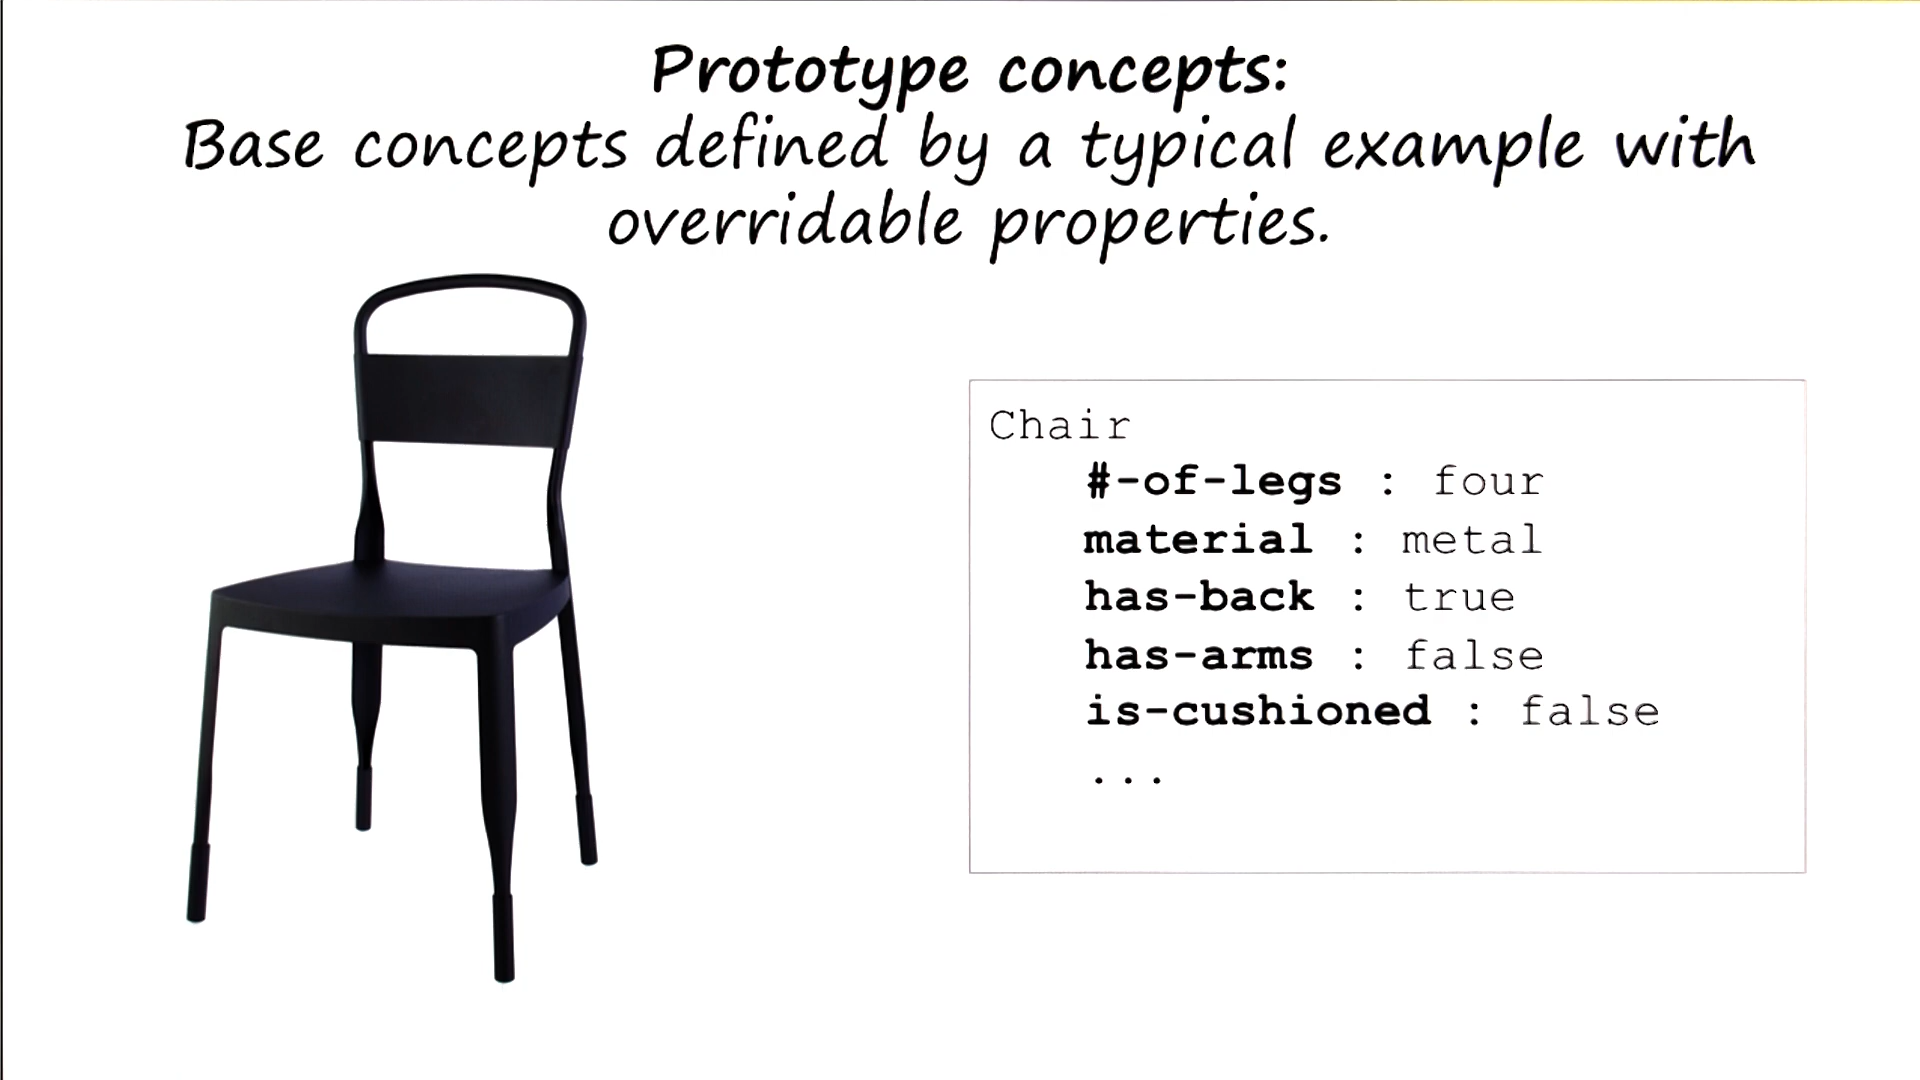 Prototype concepts:
Base concepts defined by a typical example with
overridable properties.
Chair
#-of-legs : four
material : metal
has-back : true
has-arms : false
is-cushioned : false
...